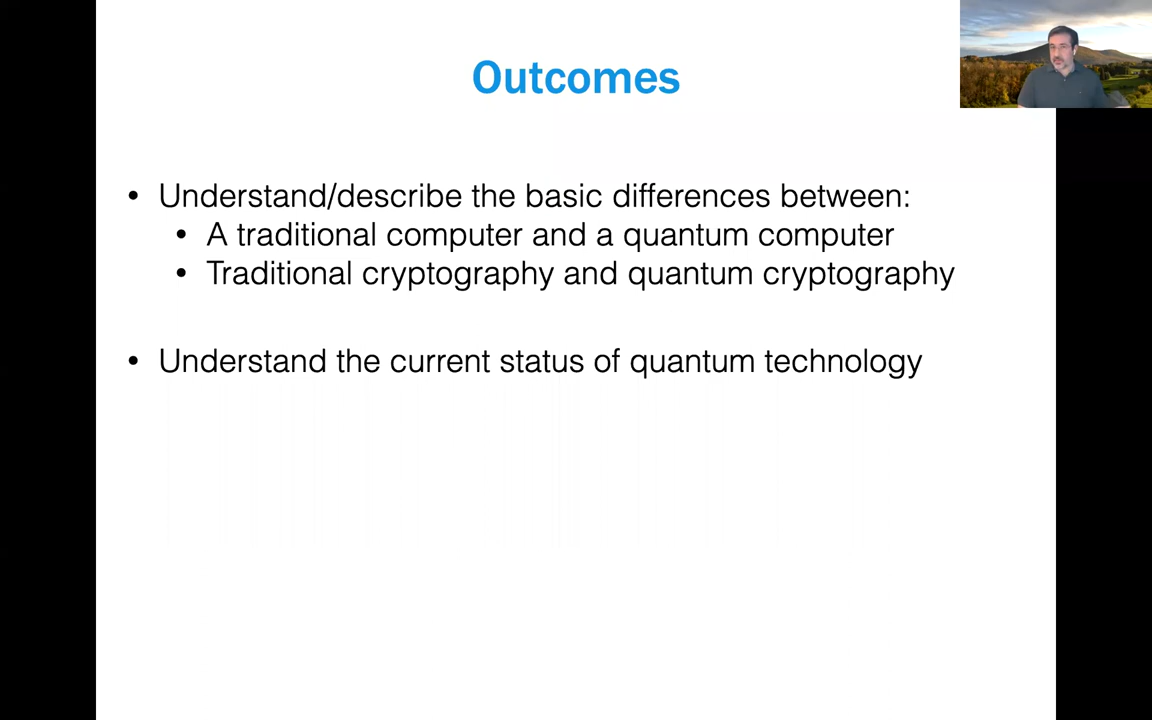 Outcomes
• Understand/describe the basic differences between:
• A traditional computer and a quantum computer
• Traditional cryptography and quantum cryptography
• Understand the current status of quantum technology